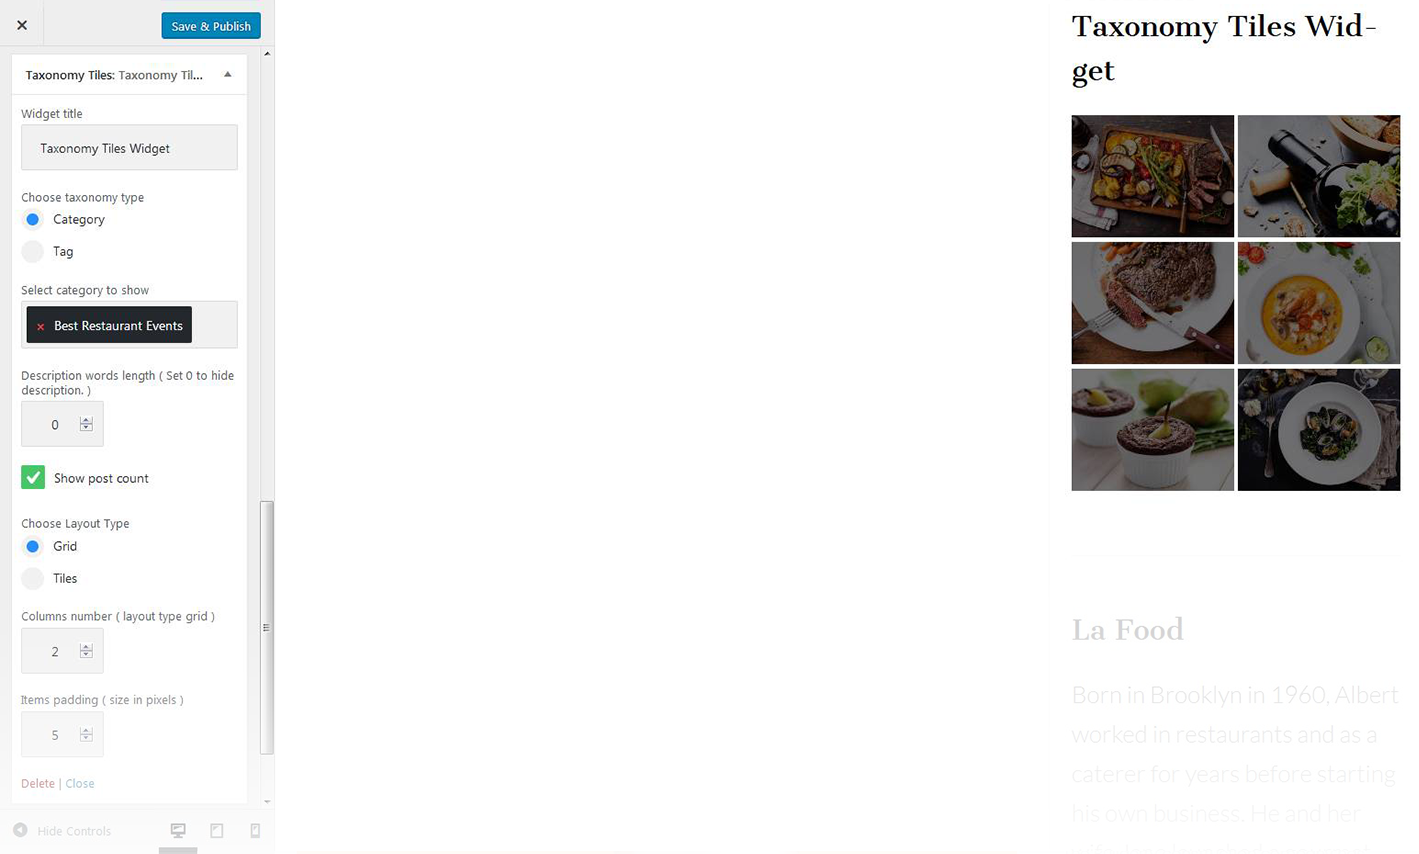 Save & Publish
Taxonomy Tiles: Taxonomy Til...
Widget title
Taxonomy Tiles Widget
Choose taxonomy type
Category
Tag
Select category to show
× Best Restaurant Events
Description words length ( Set 0 to hide
description. )
0
Show post count
Choose Layout Type
Grid
Tiles
Columns number ( layout type grid )
2
Items padding ( size in pixels )
5
Delete | Close
Hide Controls
Taxonomy Tiles Wid-
get
La Food
Born in Brooklyn in 1960, Albert
worked in restaurants and as a
caterer for years before starting
his own business. He and her